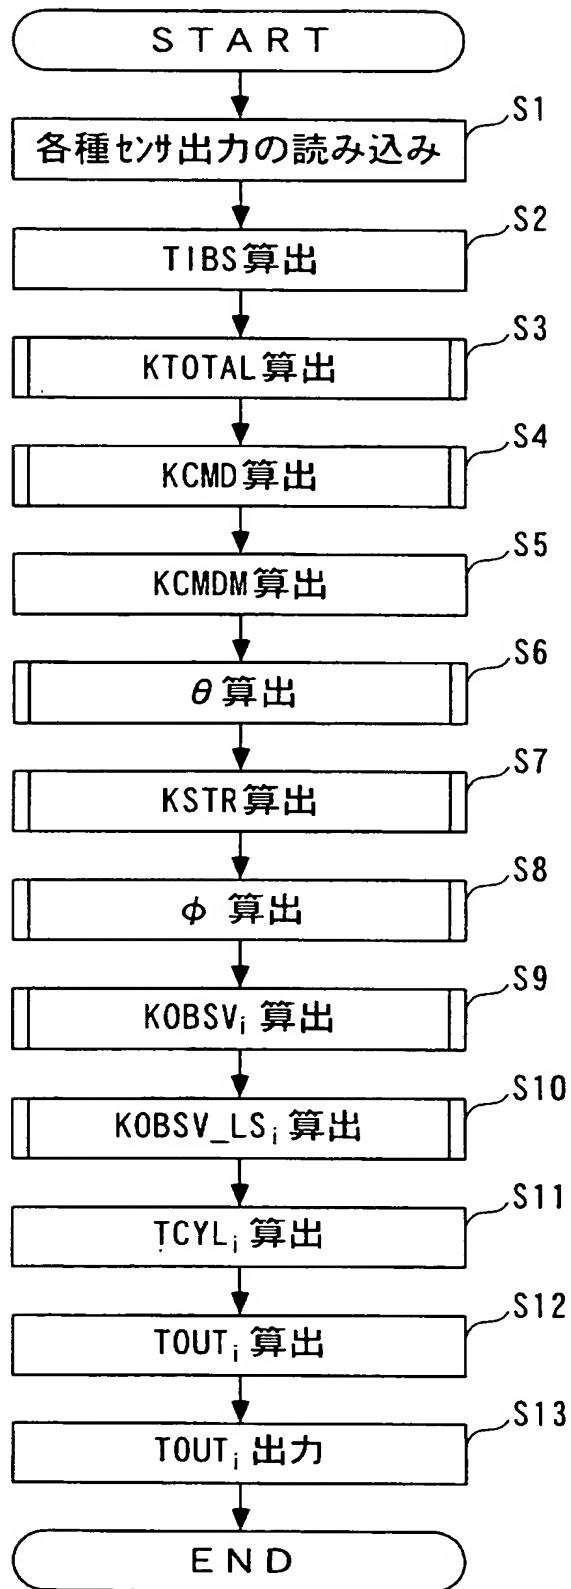 START
S1
各種ｾﾝｻ出力の読み込み
S2
TIBS算出
S3
KTOTAL算出
S4
KCMD算出
S5
KCMDM算出
S6
θ算出
S7
KSTR算出
S8
φ 算出
S9
KOBSVi 算出
S10
KOBSV_LSi 算出
S11
TCYLi 算出
S12
TOUTi 算出
S13
TOUTi 出力
END